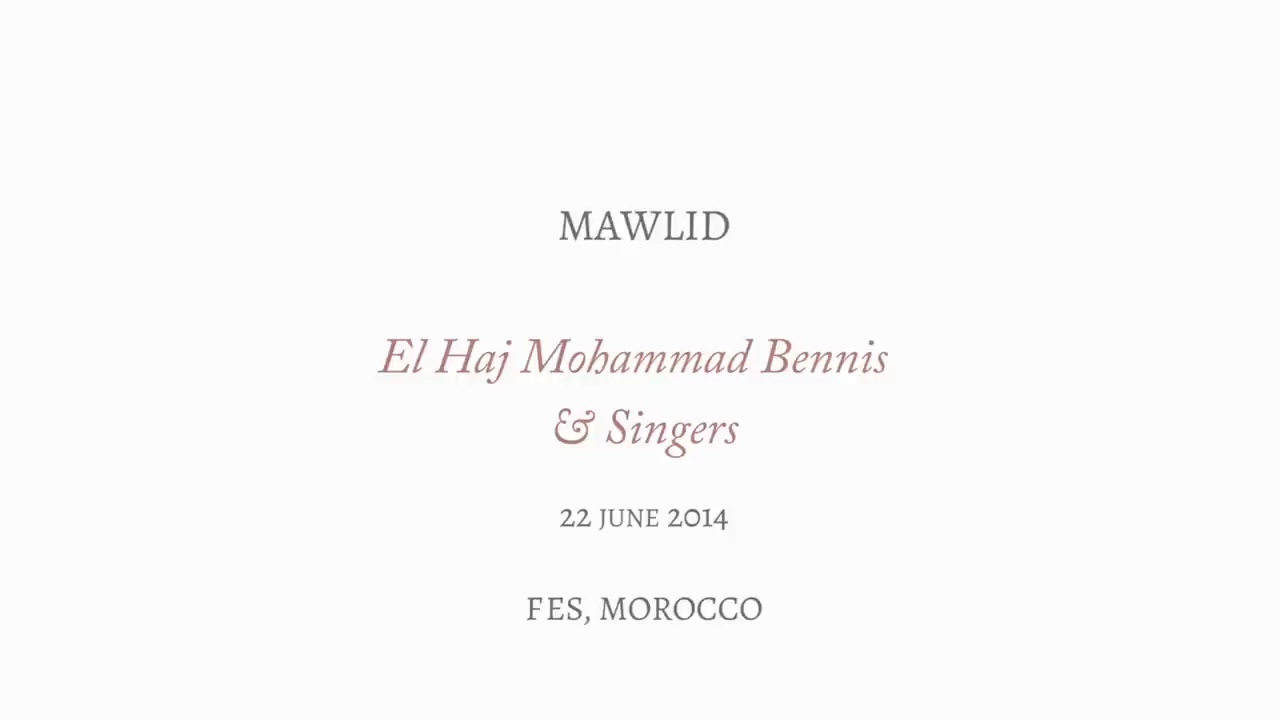 MAWLID
El Haj Mohammad Bennis
& Singers
22 JUNE 2014
FES, MOROCCO